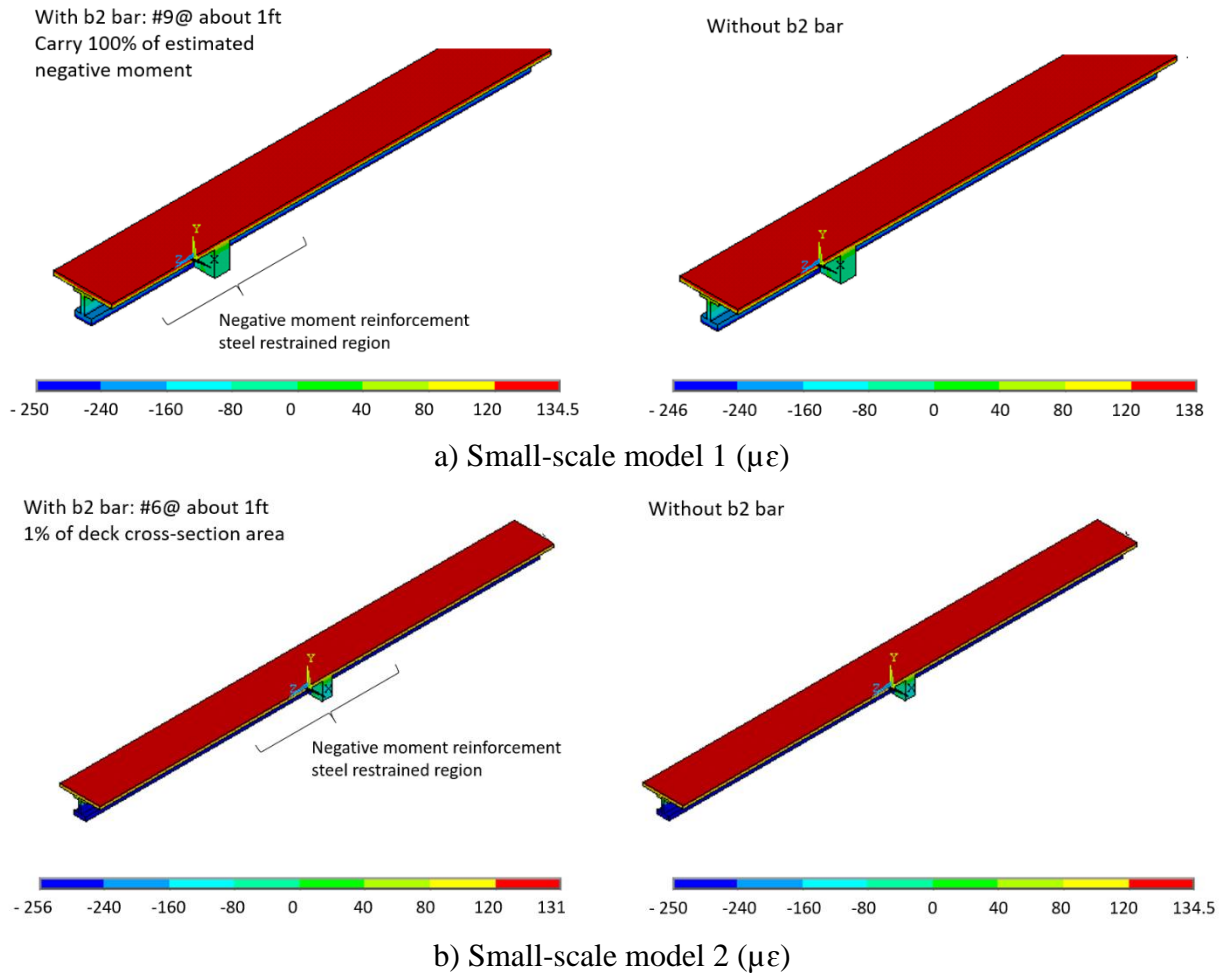 With b2 bar: #9@ about 1ft
Carry 100% of estimated
negative moment
Without b2 bar
Y
Z
X
Y
Z
X
Negative moment reinforcement
steel restrained region
- 250 -240 -160 -80 0 40 80 120 134.5
- 246 -240 -160 -80 0 40 80 120 138
a) Small-scale model 1 (με)
With b2 bar: #6@ about 1ft
1% of deck cross-section area
Without b2 bar
Y
Z
X
Y
Z
X
Negative moment reinforcement
steel restrained region
- 256 -240 -160 -80 0 40 80 120 131
- 250 -240 -160 -80 0 40 80 120 134.5
b) Small-scale model 2 (με)